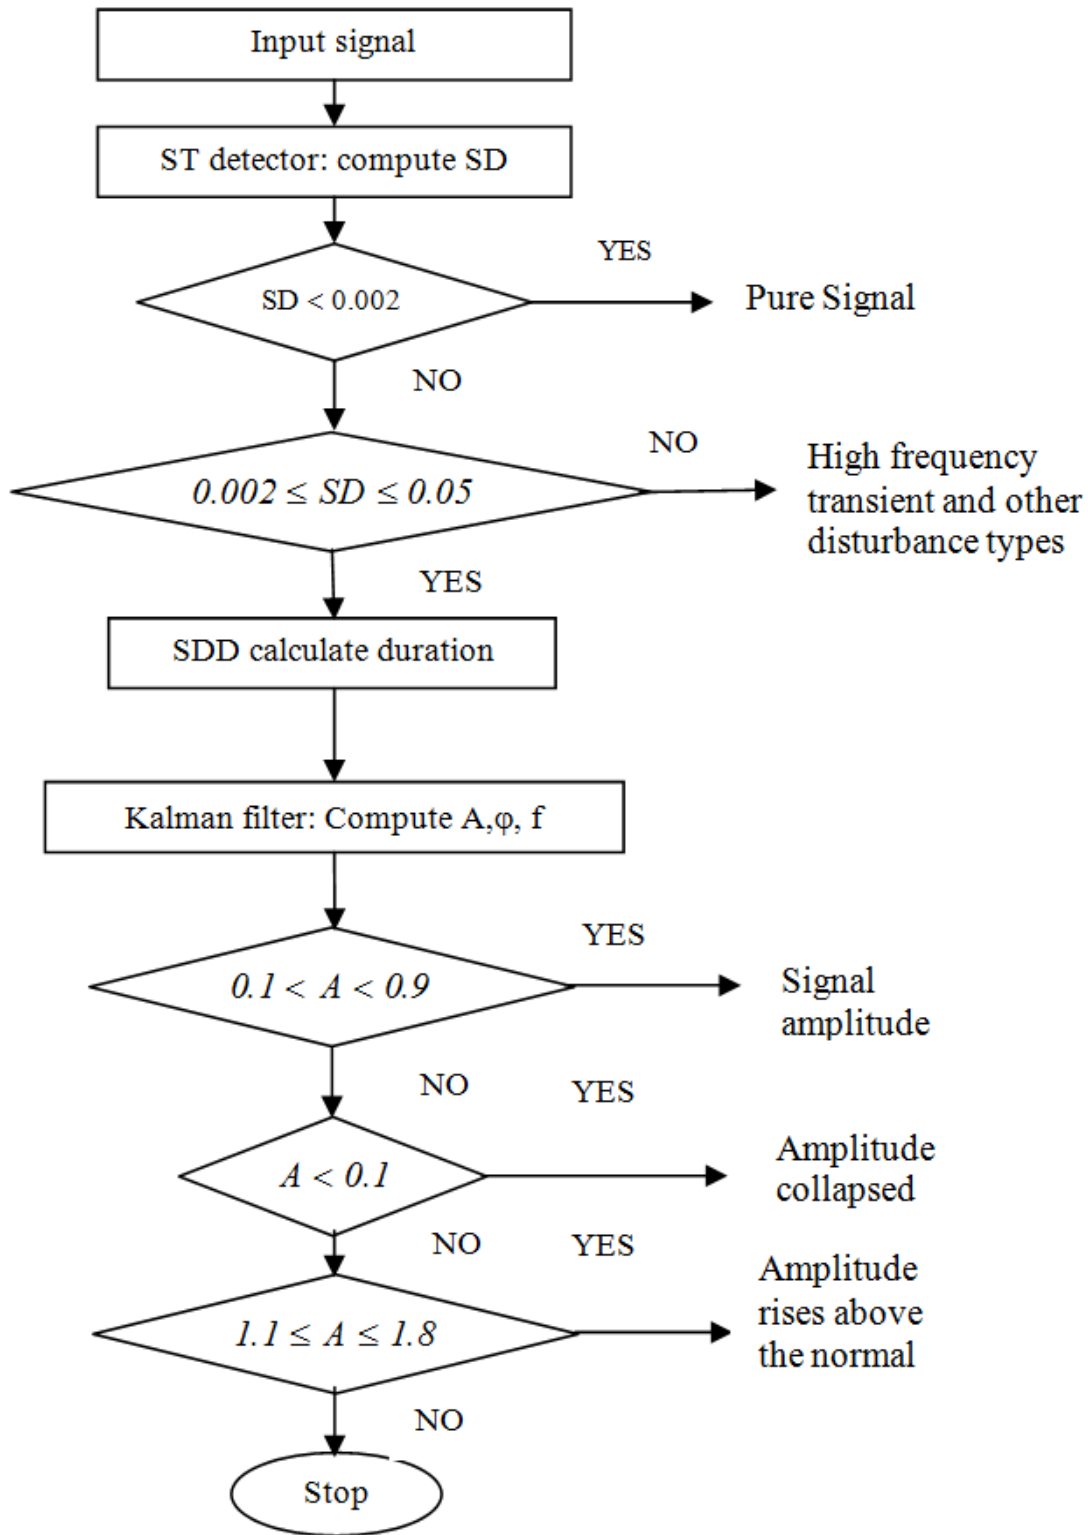 Input signal
ST detector: compute SD
YES
SD < 0.002
Pure Signal
NO
NO
0.002 ≤ SD ≤ 0.05
High frequency
transient and other
disturbance types
YES
SDD calculate duration
Kalman filter: Compute A,φ, f
YES
0.1 < A < 0.9
Signal
amplitude
NO
YES
A < 0.1
Amplitude
collapsed
NO
YES
1.1 ≤ A ≤ 1.8
Amplitude
rises above
the normal
NO
Stop